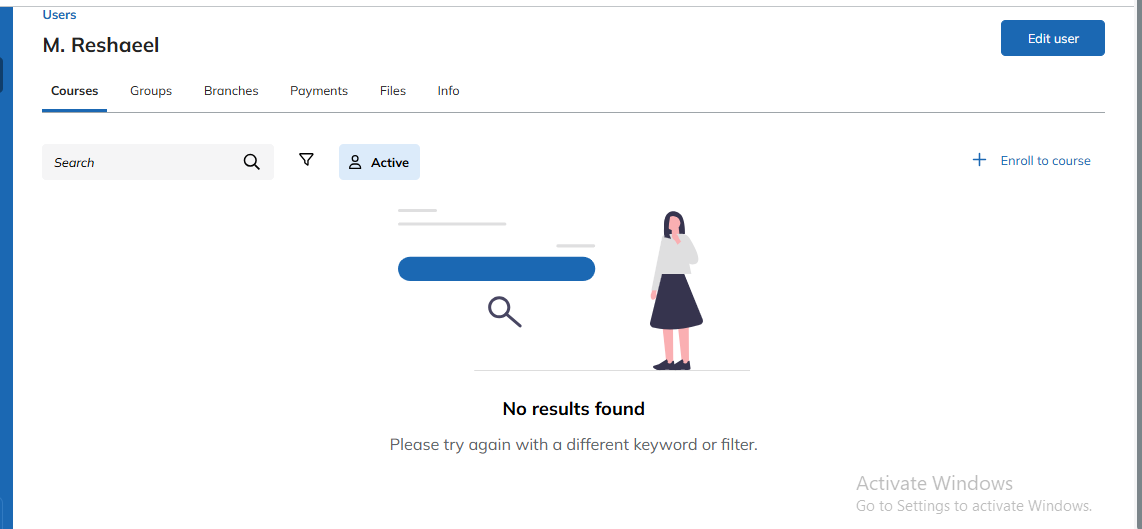 Users
M. Reshaeel
Edit user
Courses Groups Branches Payments Files Info
Search Active Enroll to course
No results found
Please try again with a different keyword or filter.
Activate Windows
Go to Settings to activate Windows.